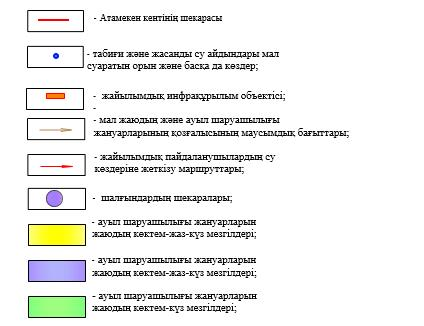 - Атамекен кентінің шекарасы
- табиғи және жасанды су айдындары мал
суаратын орын және басқа да көздер;
- жайылымдық инфрақұрылым объектісі;
-
- мал жаюдың және ауыл шаруашылығы
жануарларының қозғалысының маусымдық бағыттары;
- жайылымдық пайдаланушылардың су
көздеріне жеткізу маршруттары;
- шалғындардың шекаралары;
- ауыл шаруашылығы жануарларын
жаюдың көктем-жаз-күз мезгілдері;
- ауыл шаруашылығы жануарларын
жаюдың көктем-жаз-күз мезгілдері;
- ауыл шаруашылығы жануарларын
жаюдың көктем-күз мезгілдері;